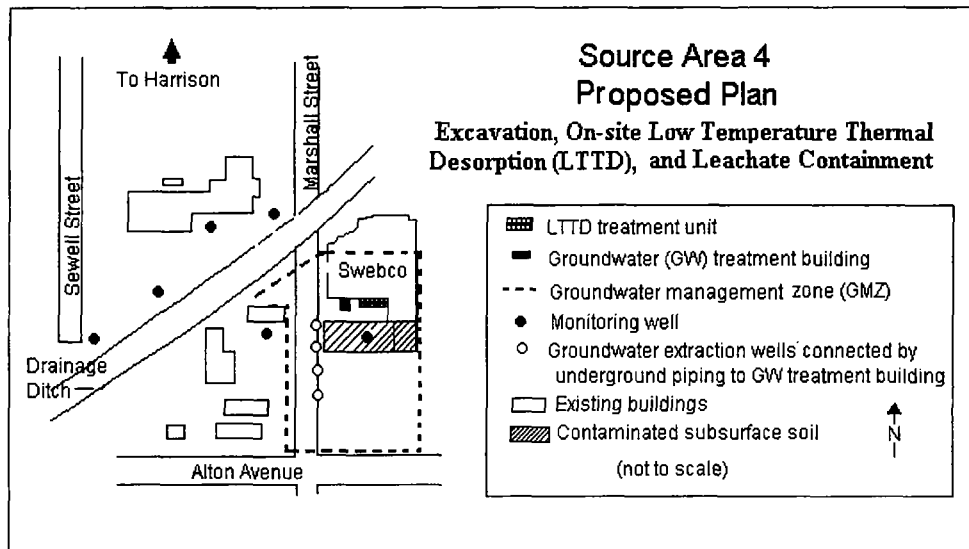 Source Area 4
Proposed Plan
Excavation, On-site Low Temperature Thermal
Desorption (LTTD), and Leachate Containment
To Harrison
Sewell Street
Marshall Street
Swebco
Drainage
Ditch
Alton Avenue
LTTD treatment unit
Groundwater (GW) treatment building
Groundwater management zone (GMZ)
Monitoring well
Groundwater extraction wells connected by
underground piping to GW treatment building
Existing buildings
Contaminated subsurface soil
(not to scale)
N